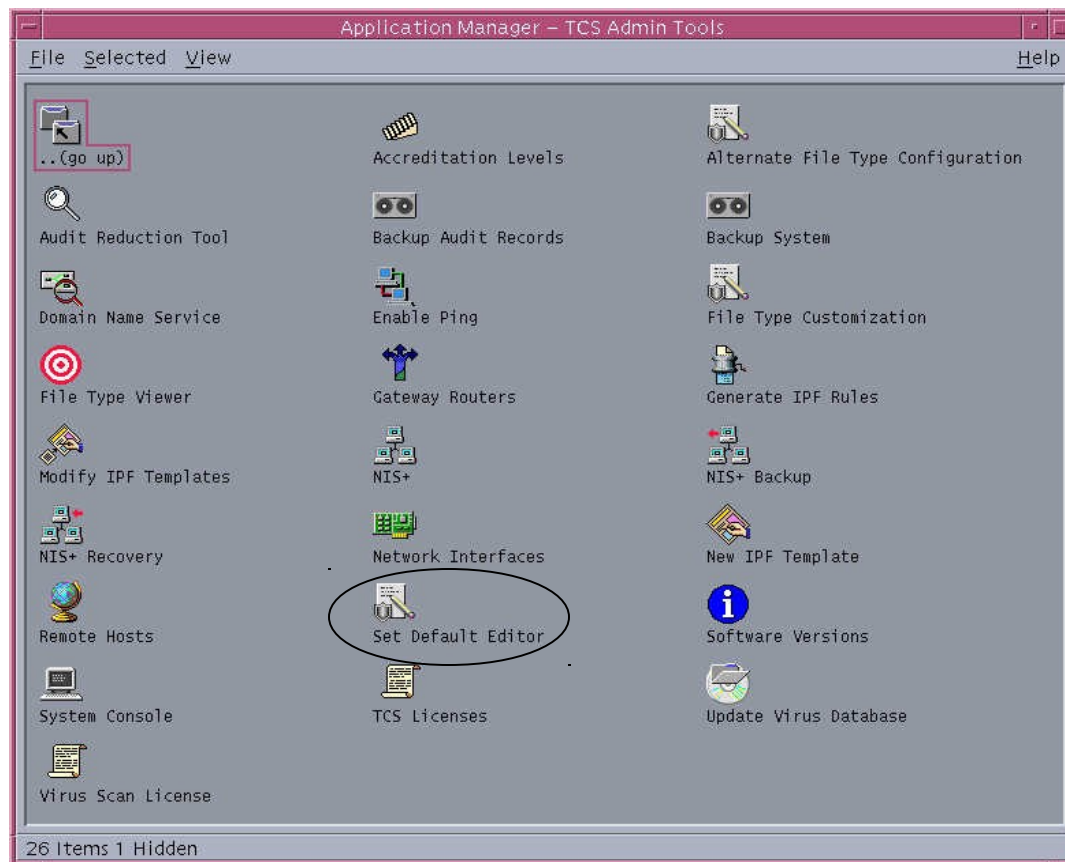 Application Manager – TCS Admin Tools
File Selected View Help
..(go up) Accreditation Levels Alternate File Type Configuration
Audit Reduction Tool Backup Audit Records Backup System
Domain Name Service Enable Ping File Type Customization
File Type Viewer Gateway Routers Generate IPF Rules
Modify IPF Templates NIS+ NIS+ Backup
NIS+ Recovery Network Interfaces New IPF Template
Remote Hosts Set Default Editor Software Versions
System Console TCS Licenses Update Virus Database
Virus Scan License
26 Items 1 Hidden